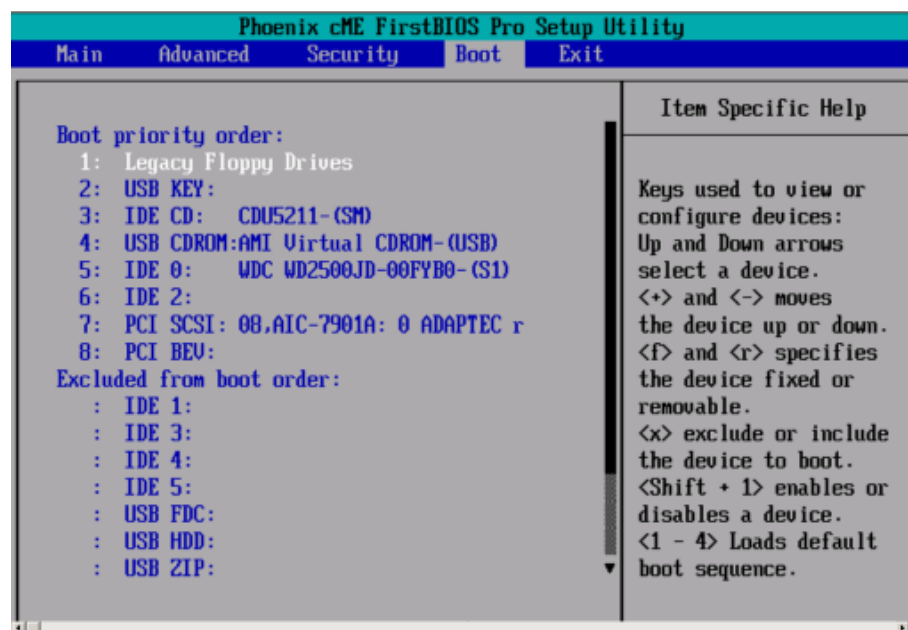 Phoenix cME FirstBIOS Pro Setup Utility
Main Advanced Security Boot Exit
Boot priority order:
1: Legacy Floppy Drives
2: USB KEY:
3: IDE CD: CDU5211-(SM)
4: USB CDROM:AMI Virtual CDROM-(USB)
5: IDE 0: WDC WD2500JD-00FYB0-(S1)
6: IDE 2:
7: PCI SCSI: 08,AIC-7901A: 0 ADAPTEC r
8: PCI BEV:
Excluded from boot order:
: IDE 1:
: IDE 3:
: IDE 4:
: IDE 5:
: USB FDC:
: USB HDD:
: USB ZIP:
Item Specific Help
Keys used to view or
configure devices:
Up and Down arrows
select a device.
<+> and <-> moves
the device up or down.
<f> and <r> specifies
the device fixed or
removable.
<x> exclude or include
the device to boot.
<Shift + 1> enables or
disables a device.
<1 - 4> Loads default
boot sequence.